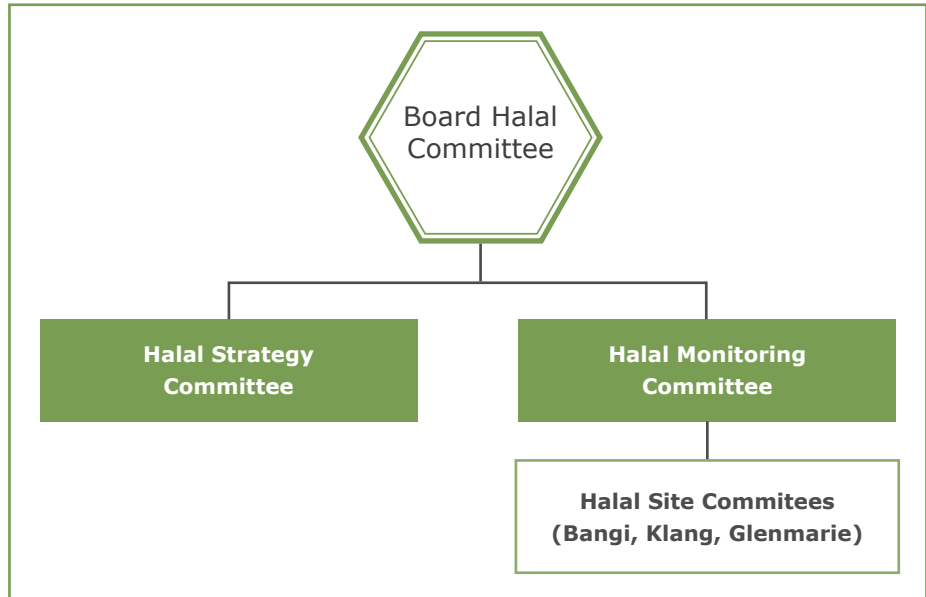 Board Halal
Committee
Halal Strategy
Committee
Halal Monitoring
Committee
Halal Site Commitees
(Bangi, Klang, Glenmarie)